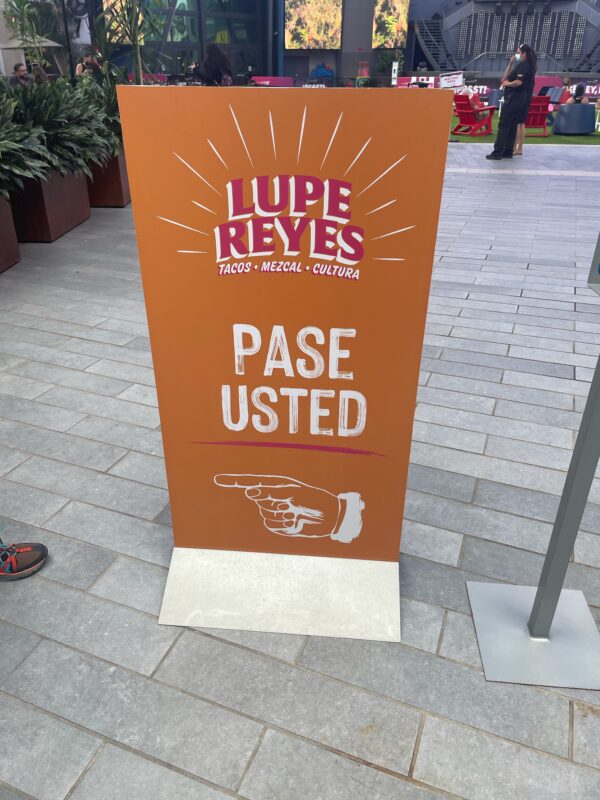 LUPE
REYES
TACOS • MEZCAL • CULTURA
PASE
USTED